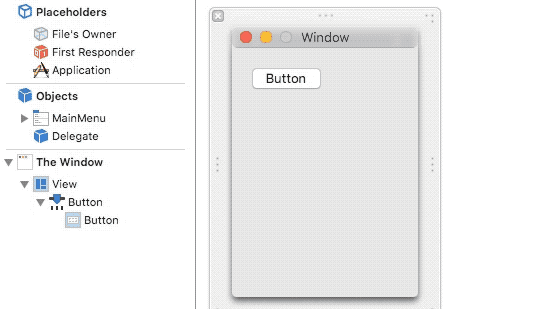 Placeholders
File's Owner
First Responder
Application
Objects
MainMenu
Delegate
The Window
View
Button
Button
Window
Button